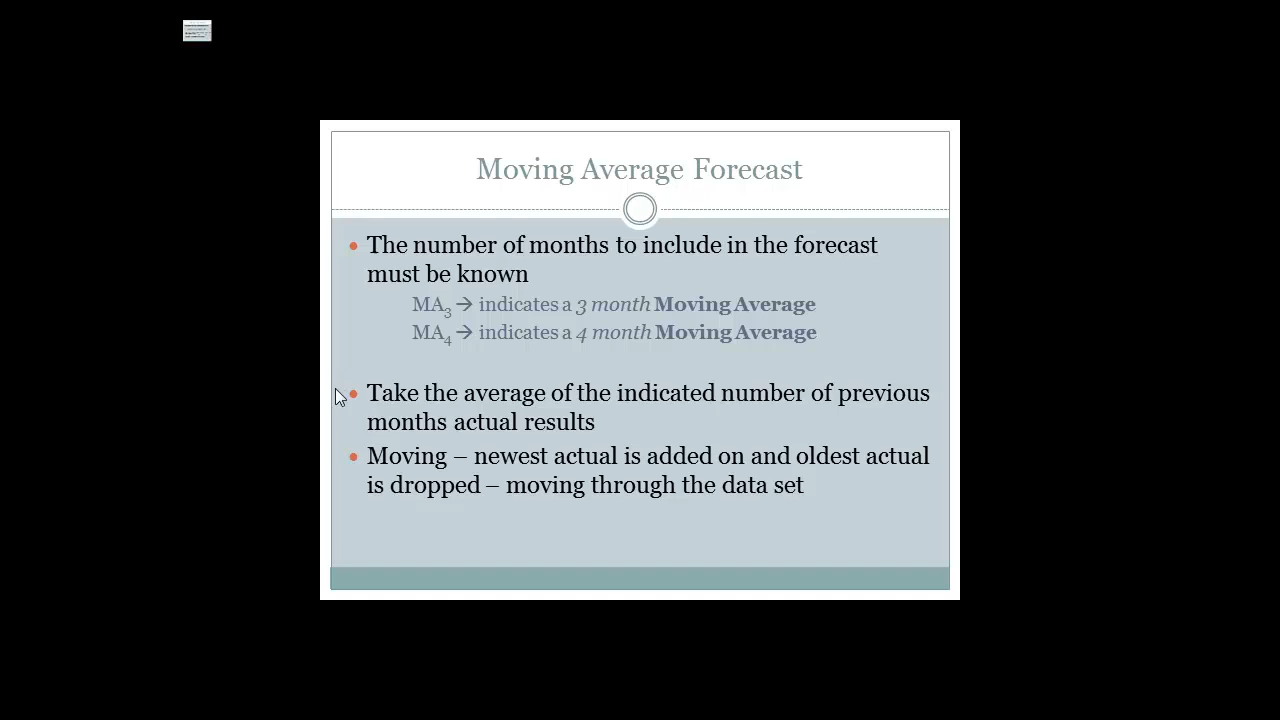 Moving Average Forecast
• The number of months to include in the forecast
must be known
MA3 → indicates a 3 month Moving Average
MA4 → indicates a 4 month Moving Average
• Take the average of the indicated number of previous
months actual results
• Moving – newest actual is added on and oldest actual
is dropped – moving through the data set